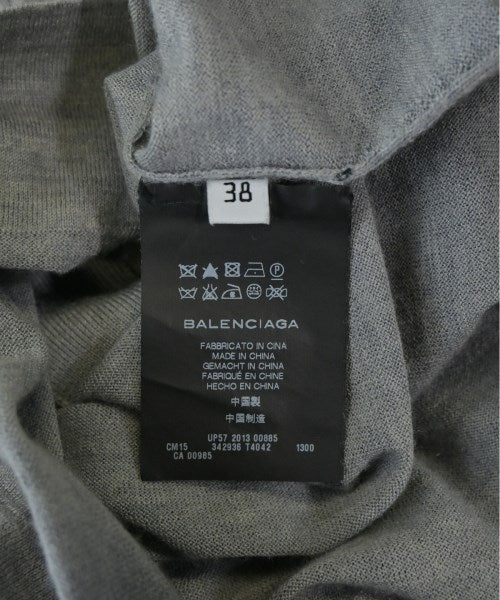 38
BALENCIAGA
FABBRICATO IN CINA
MADE IN CHINA
GEMACHT IN CHINA
FABRIQUÉ EN CHINE
HECHO EN CHINA
中国製
中国制造
UP57 2013 00885
CM15 342936 T4042 1300
CA 00985